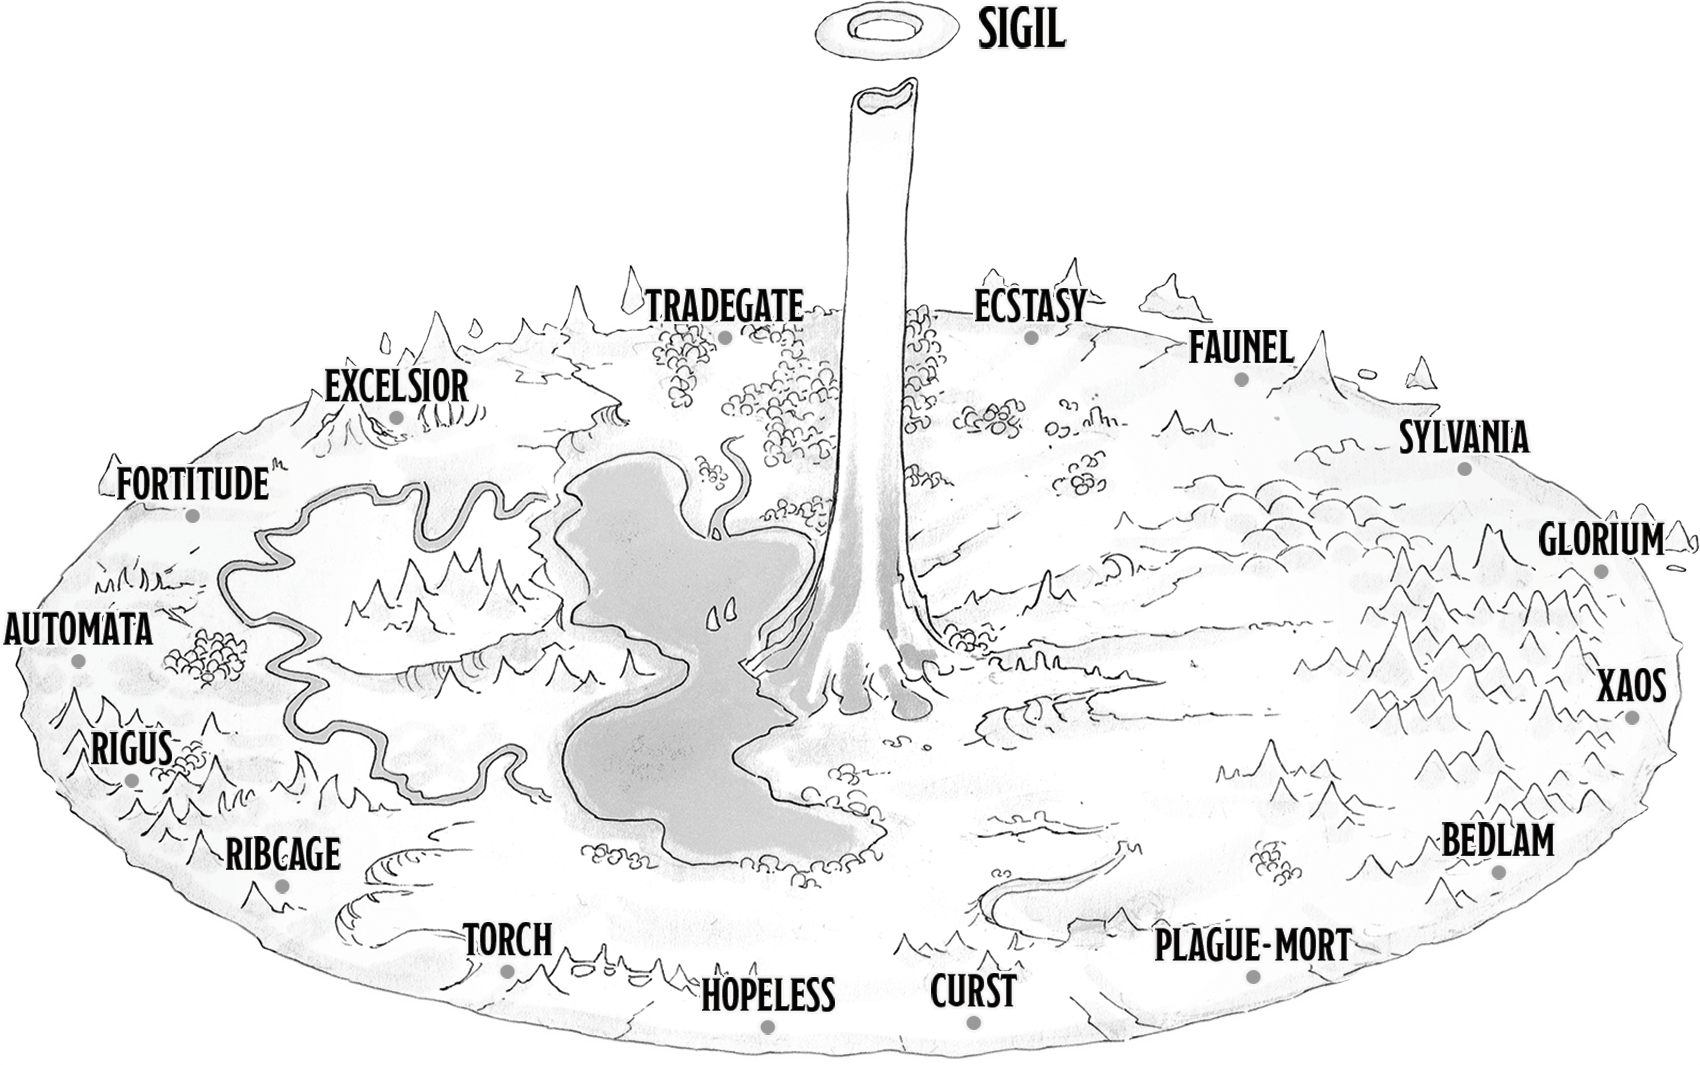 SIGIL
TRADEGATE
ECSTASY
FAUNEL
EXCELSIOR
SYLVANIA
FORTITUDE
GLORIUM
AUTOMATA
XAOS
RIGUS
BEDLAM
RIBCAGE
TORCH
PLAGUE-MORT
HOPELESS
CURST